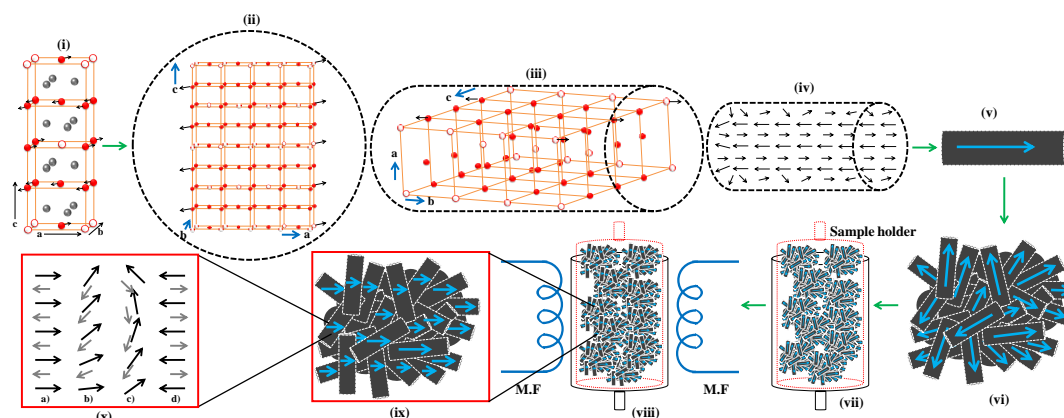 (i)
(ii)
(iii)
(iv)
(v)
c
a
b
c
b
a
c
a
b
Sample holder
M.F
M.F
a)
b)
c)
d)
(x)
(ix)
(viii)
(vii)
(vi)